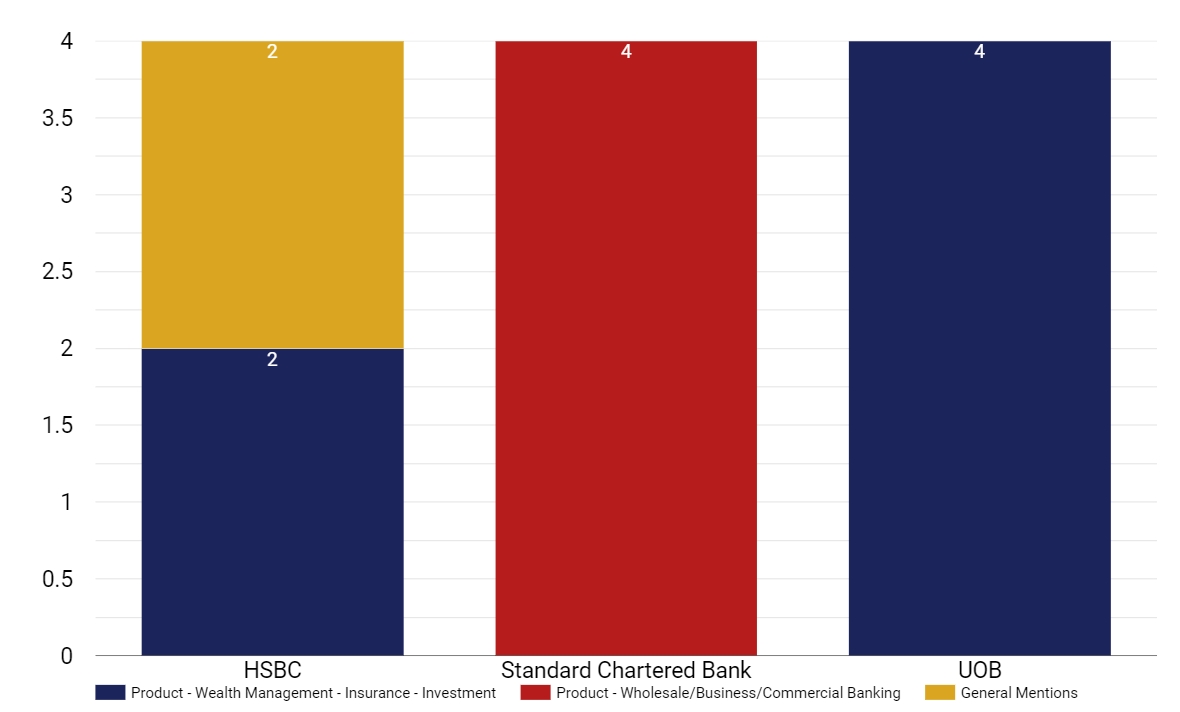 4
3.5
3
2.5
2
1.5
1
0.5
0
2
2
4
4
HSBC
Standard Chartered Bank
UOB
Product - Wealth Management - Insurance - Investment
Product - Wholesale/Business/Commercial Banking
General Mentions